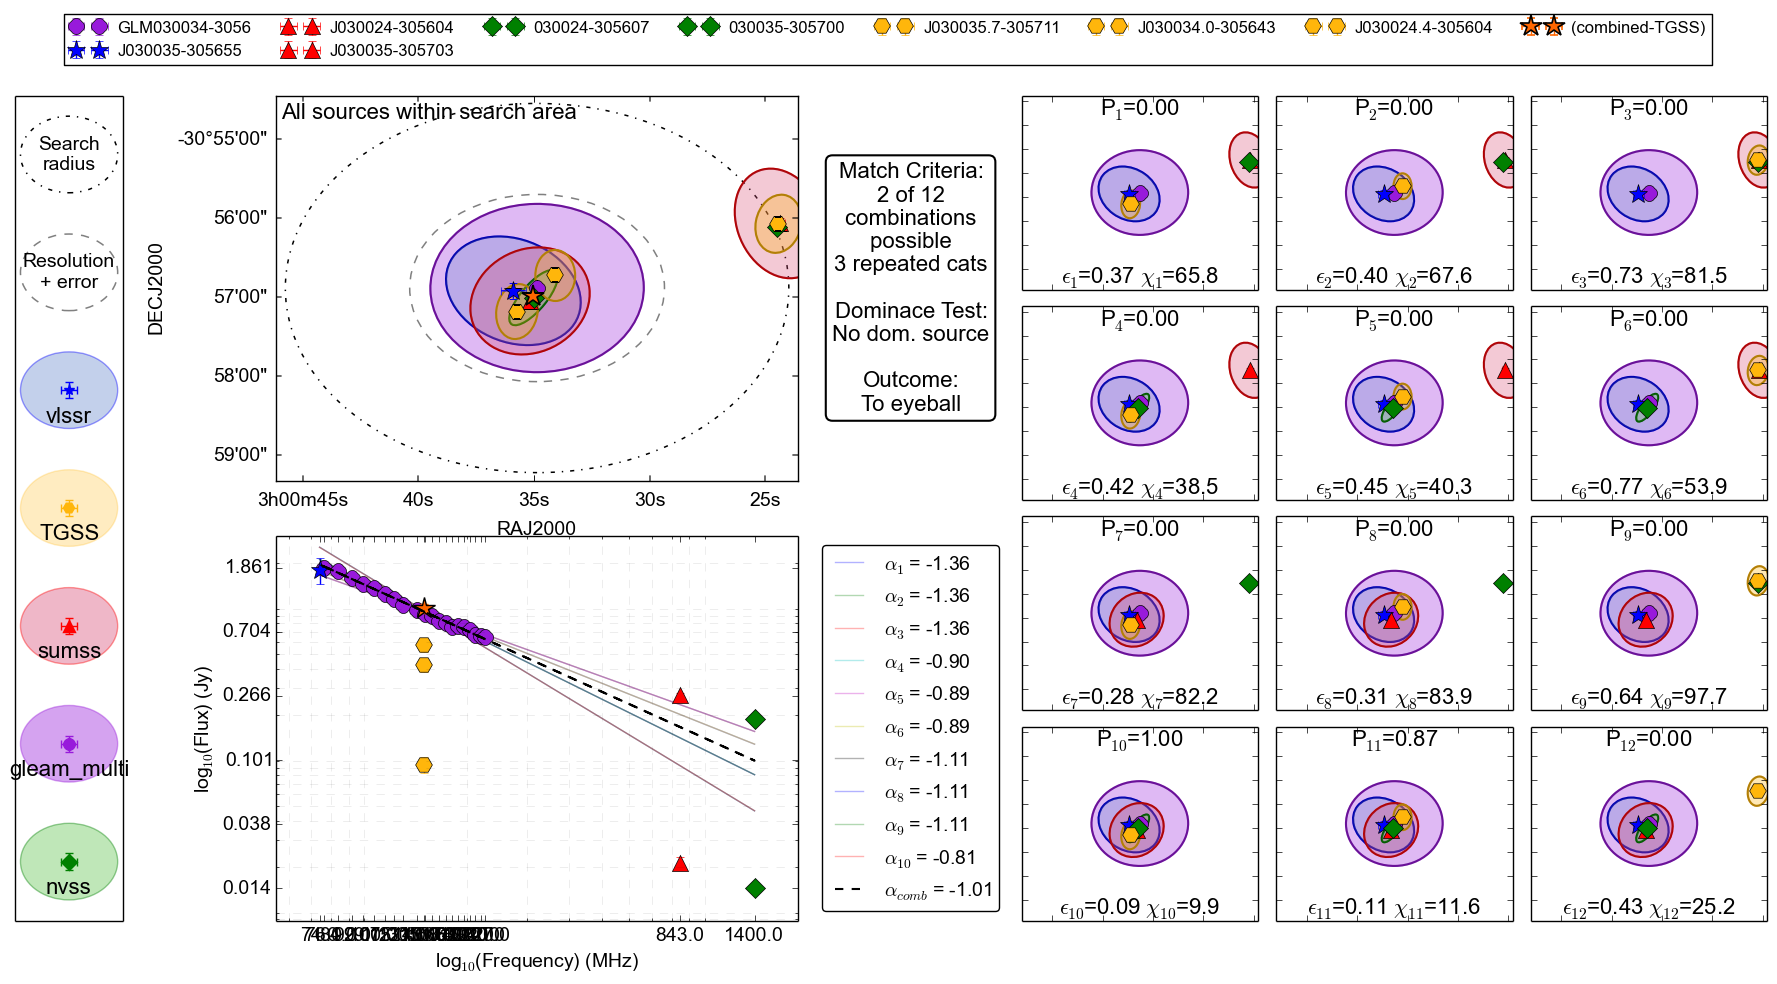 GLM030034-3056 J030024-305604 030024-305607 030035-305700 J030035.7-305711 J030034.0-305643 J030024.4-305604 (combined-TGSS)
J030035-305655 J030035-305703
Search
radius
Resolution
+ error
vlssr
TGSS
sumss
gleam_multi
nvss
All sources within search area
DECJ2000
-30°55'00"
56'00"
57'00"
58'00"
59'00"
3h00m45s 40s 35s 30s 25s
RAJ2000
Match Criteria:
2 of 12
combinations
possible
3 repeated cats
Dominace Test:
No dom. source
Outcome:
To eyeball
log10(Flux) (Jy)
1.861
0.704
0.266
0.101
0.038
0.014
843.0 1400.0
log10(Frequency) (MHz)
α1 = -1.36
α2 = -1.36
α3 = -1.36
α4 = -0.90
α5 = -0.89
α6 = -0.89
α7 = -1.11
α8 = -1.11
α9 = -1.11
α10 = -0.81
αcomb = -1.01
P1=0.00 P2=0.00 P3=0.00
ϵ1=0.37 χ1=65.8 ϵ2=0.40 χ2=67.6 ϵ3=0.73 χ3=81.5
P4=0.00 P5=0.00 P6=0.00
ϵ4=0.42 χ4=38.5 ϵ5=0.45 χ5=40.3 ϵ6=0.77 χ6=53.9
P7=0.00 P8=0.00 P9=0.00
ϵ7=0.28 χ7=82.2 ϵ8=0.31 χ8=83.9 ϵ9=0.64 χ9=97.7
P10=1.00 P11=0.87 P12=0.00
ϵ10=0.09 χ10=9.9 ϵ11=0.11 χ11=11.6 ϵ12=0.43 χ12=25.2